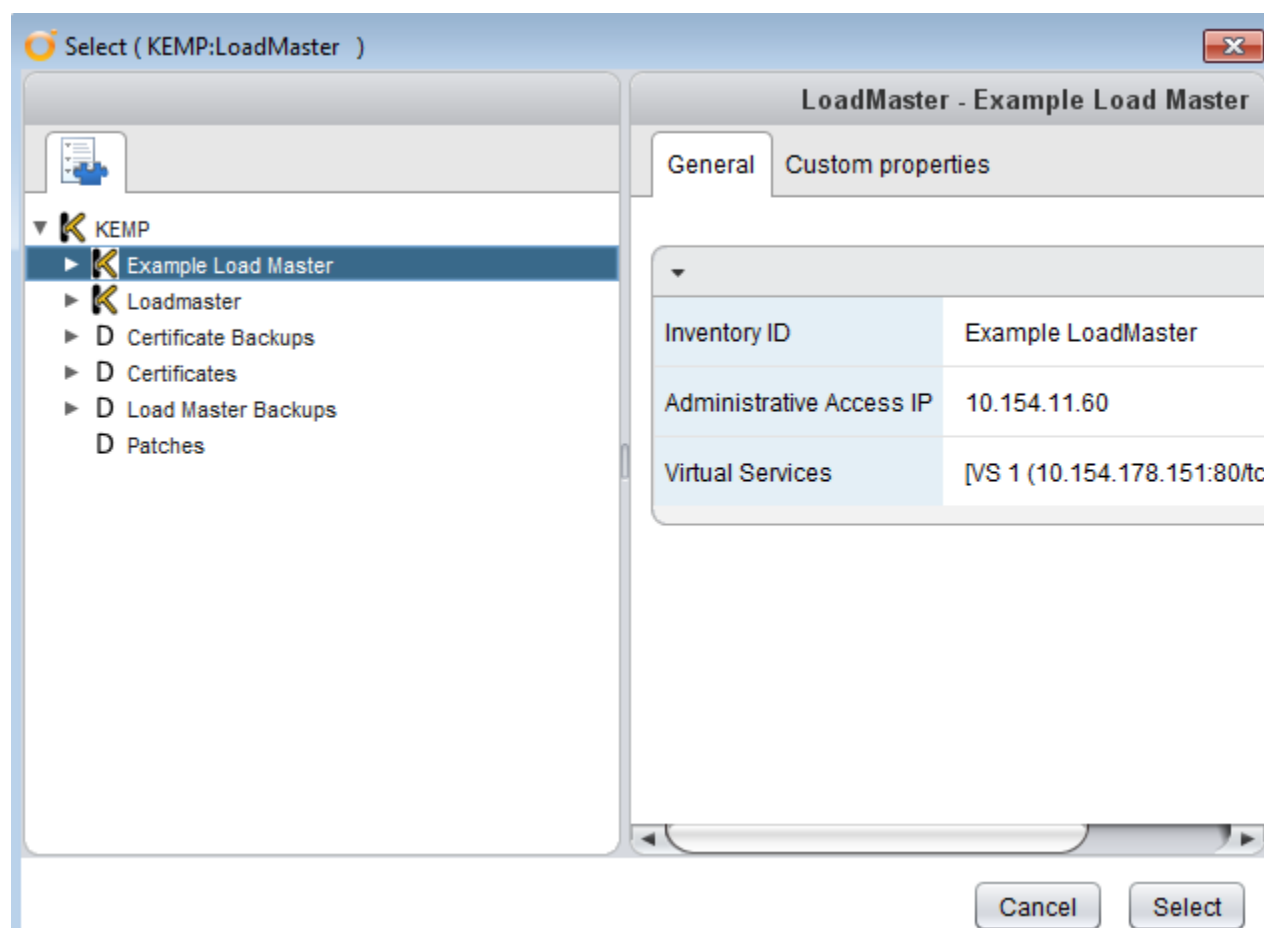 Select ( KEMP:LoadMaster )
LoadMaster - Example Load Master
General Custom properties
KEMP
Example Load Master
Loadmaster
D Certificate Backups
D Certificates
D Load Master Backups
D Patches
Inventory ID Example LoadMaster
Administrative Access IP 10.154.11.60
Virtual Services [VS 1 (10.154.178.151:80/tc
Cancel Select